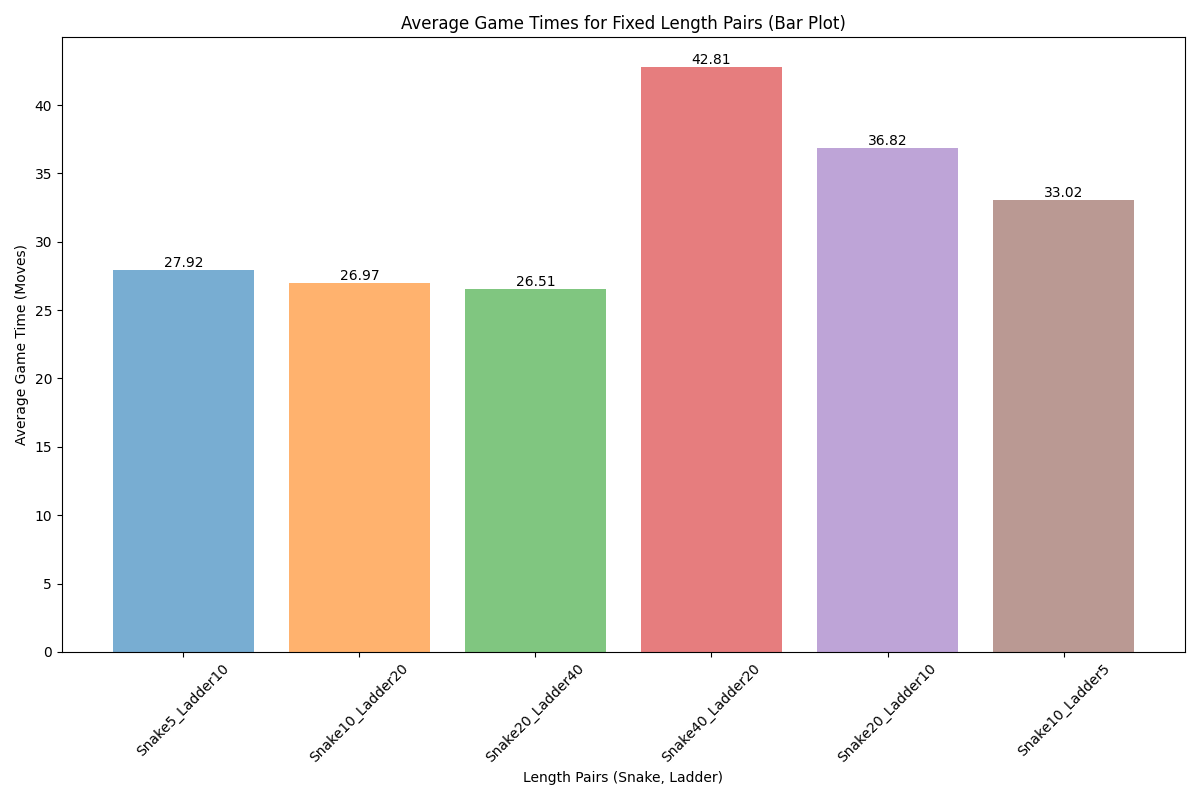 Average Game Times for Fixed Length Pairs (Bar Plot)
42.81
36.82
33.02
27.92
26.97
26.51
Average Game Time (Moves)
40
35
30
25
20
15
10
5
0
Snake5_Ladder10
Snake10_Ladder20
Snake20_Ladder40
Snake40_Ladder20
Snake20_Ladder10
Snake10_Ladder5
Length Pairs (Snake, Ladder)